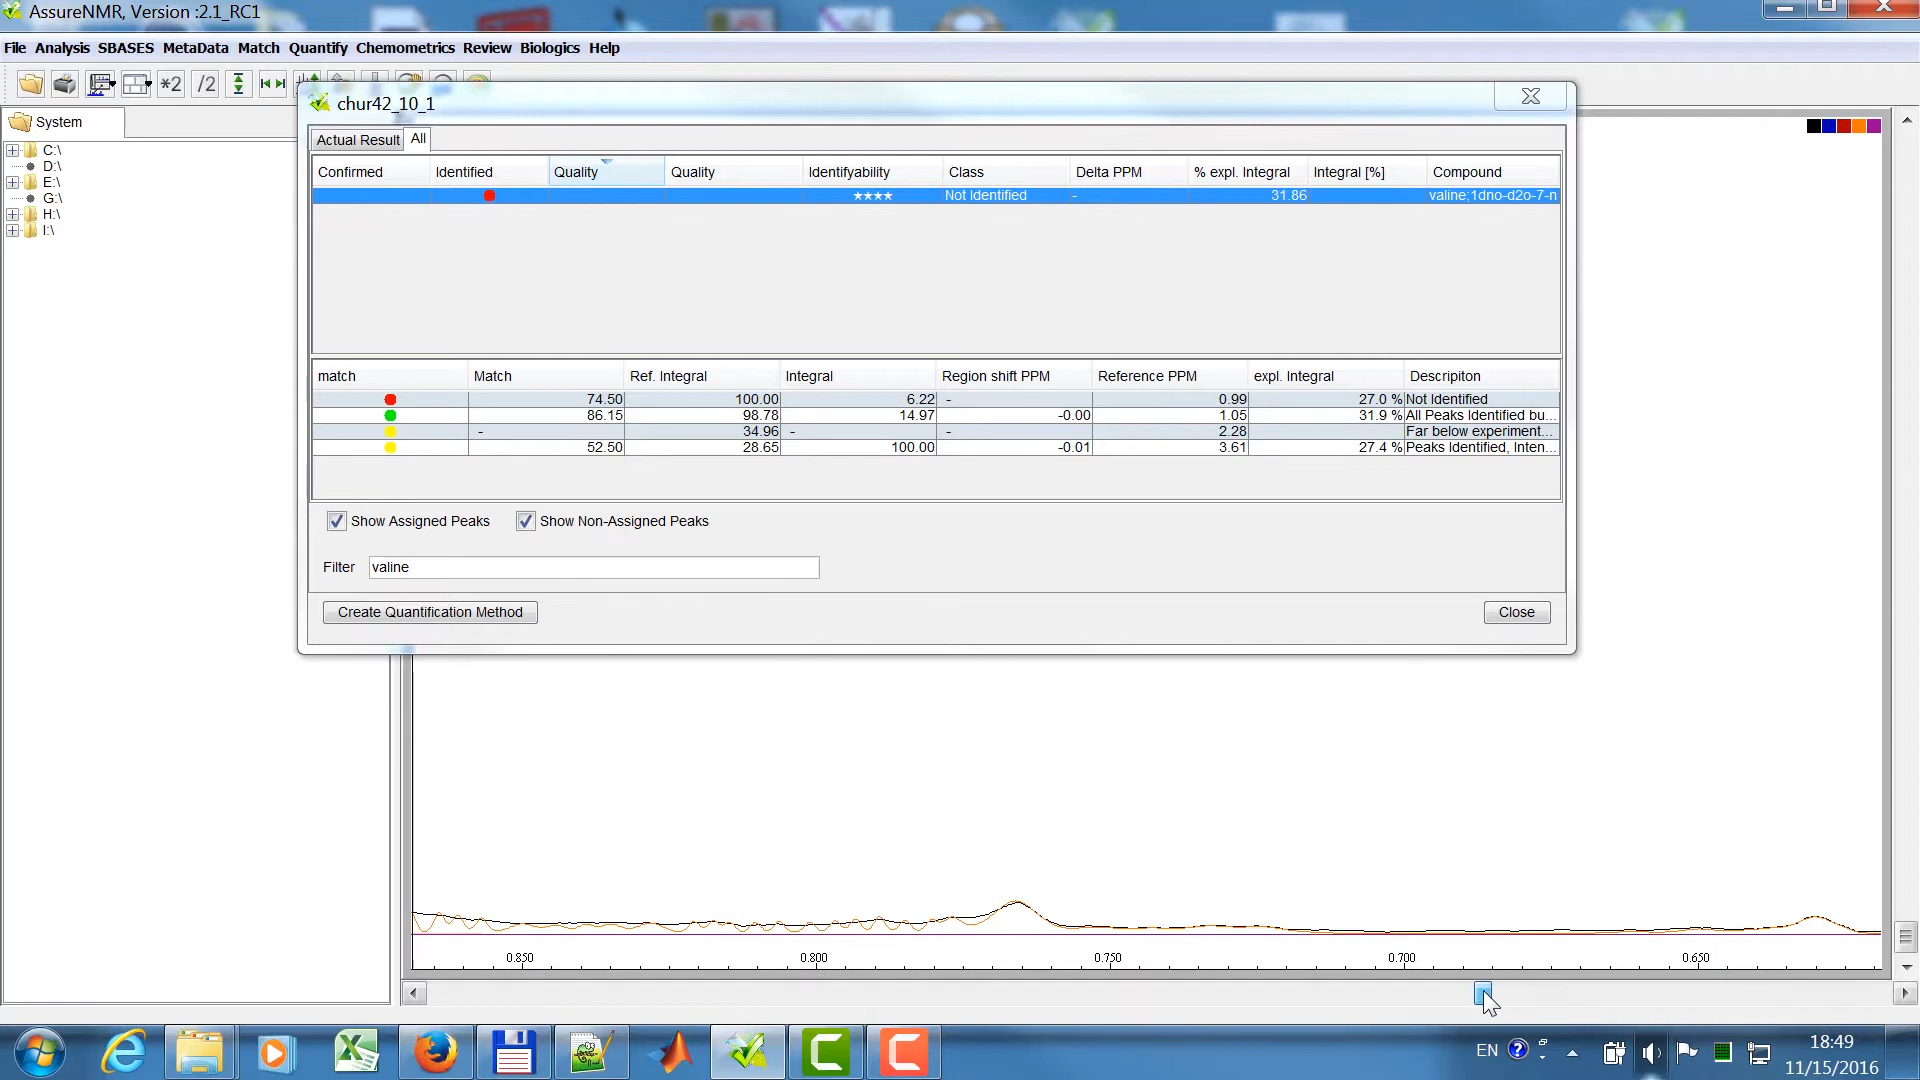 AssureNMR, Version :2.1_RC1
File Analysis SBASES MetaData Match Quantify Chemometrics Review Biologics Help
*2 /2
chur42_10_1
System
Actual Result All
C:\
D:\
E:\
G:\
H:\
I:\
Confirmed Identified Quality Quality Identifyability Class Delta PPM % expl. Integral Integral [%] Compound
★★★★ Not Identified - 31.86 valine;1dno-d2o-7-n
match Match Ref. Integral Integral Region shift PPM Reference PPM expl. Integral Descripiton
74.50 100.00 6.22 - 0.99 27.0 % Not Identified
86.15 98.78 14.97 -0.00 1.05 31.9 % All Peaks Identified bu...
- 34.96 - - 2.28 Far below experiment...
52.50 28.65 100.00 -0.01 3.61 27.4 % Peaks Identified, Inten...
Show Assigned Peaks Show Non-Assigned Peaks
Filter valine
Create Quantification Method Close
0.850 0.800 0.750 0.700 0.650
EN 18:49
11/15/2016